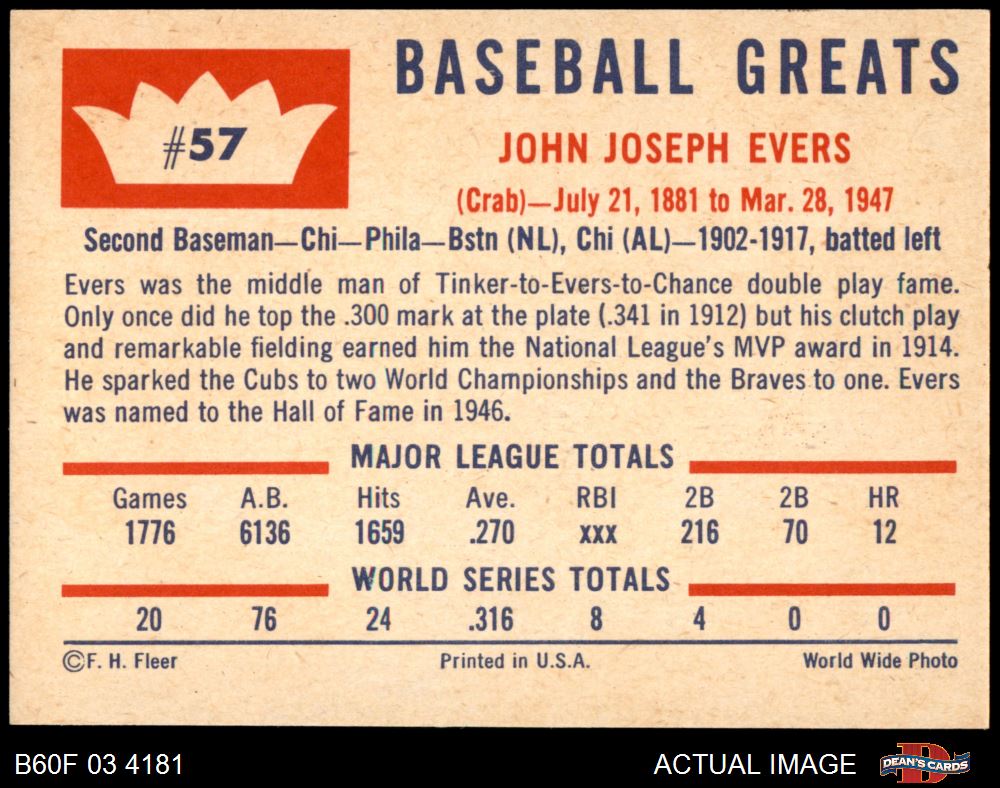 #57
BASEBALL GREATS
JOHN JOSEPH EVERS
(Crab)—July 21, 1881 to Mar. 28, 1947
Second Baseman—Chi—Phila—Bstn (NL), Chi (AL)—1902-1917, batted left
Evers was the middle man of Tinker-to-Evers-to-Chance double play fame.
Only once did he top the .300 mark at the plate (.341 in 1912) but his clutch play
and remarkable fielding earned him the National League's MVP award in 1914.
He sparked the Cubs to two World Championships and the Braves to one. Evers
was named to the Hall of Fame in 1946.
MAJOR LEAGUE TOTALS
Games A.B. Hits Ave. RBI 2B 2B HR
1776 6136 1659 .270 xxx 216 70 12
WORLD SERIES TOTALS
20 76 24 .316 8 4 0 0
©F. H. Fleer Printed in U.S.A. World Wide Photo
B60F 03 4181 ACTUAL IMAGE D DEAN'S CARDS